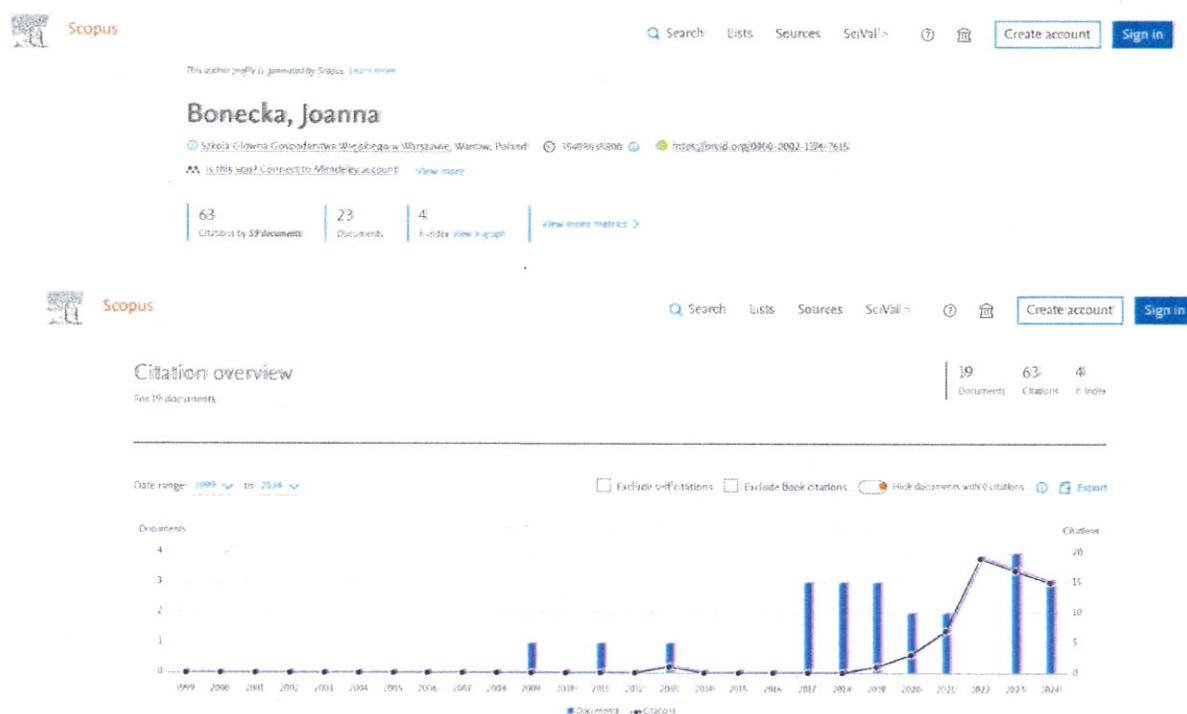 Scopus
Search Lists Sources SciVal Create account Sign in
This author profile is generated by Scopus. Learn more
Bonecka, Joanna
Szkoła Główna Gospodarstwa Wiejskiego w Warszawie, Warsaw, Poland
Is this you? Connect to Mendeley account View more
63 23 4
Citations by 59 documents Documents h-index View h-graph View more metrics >
Scopus
Search Lists Sources SciVal Create account Sign in
Citation overview
For 19 documents
19 63 4
Documents Citations h-index
Date range: 1999 to 2024
Exclude self citations Exclude Book citations Hide documents with 0 citations Export
Documents Citations
4 20
3 15
2 10
1 5
0 0
1999 2000 2001 2002 2003 2004 2005 2006 2007 2008 2009 2010 2011 2012 2013 2014 2015 2016 2017 2018 2019 2020 2021 2022 2023 2024
Documents Citations